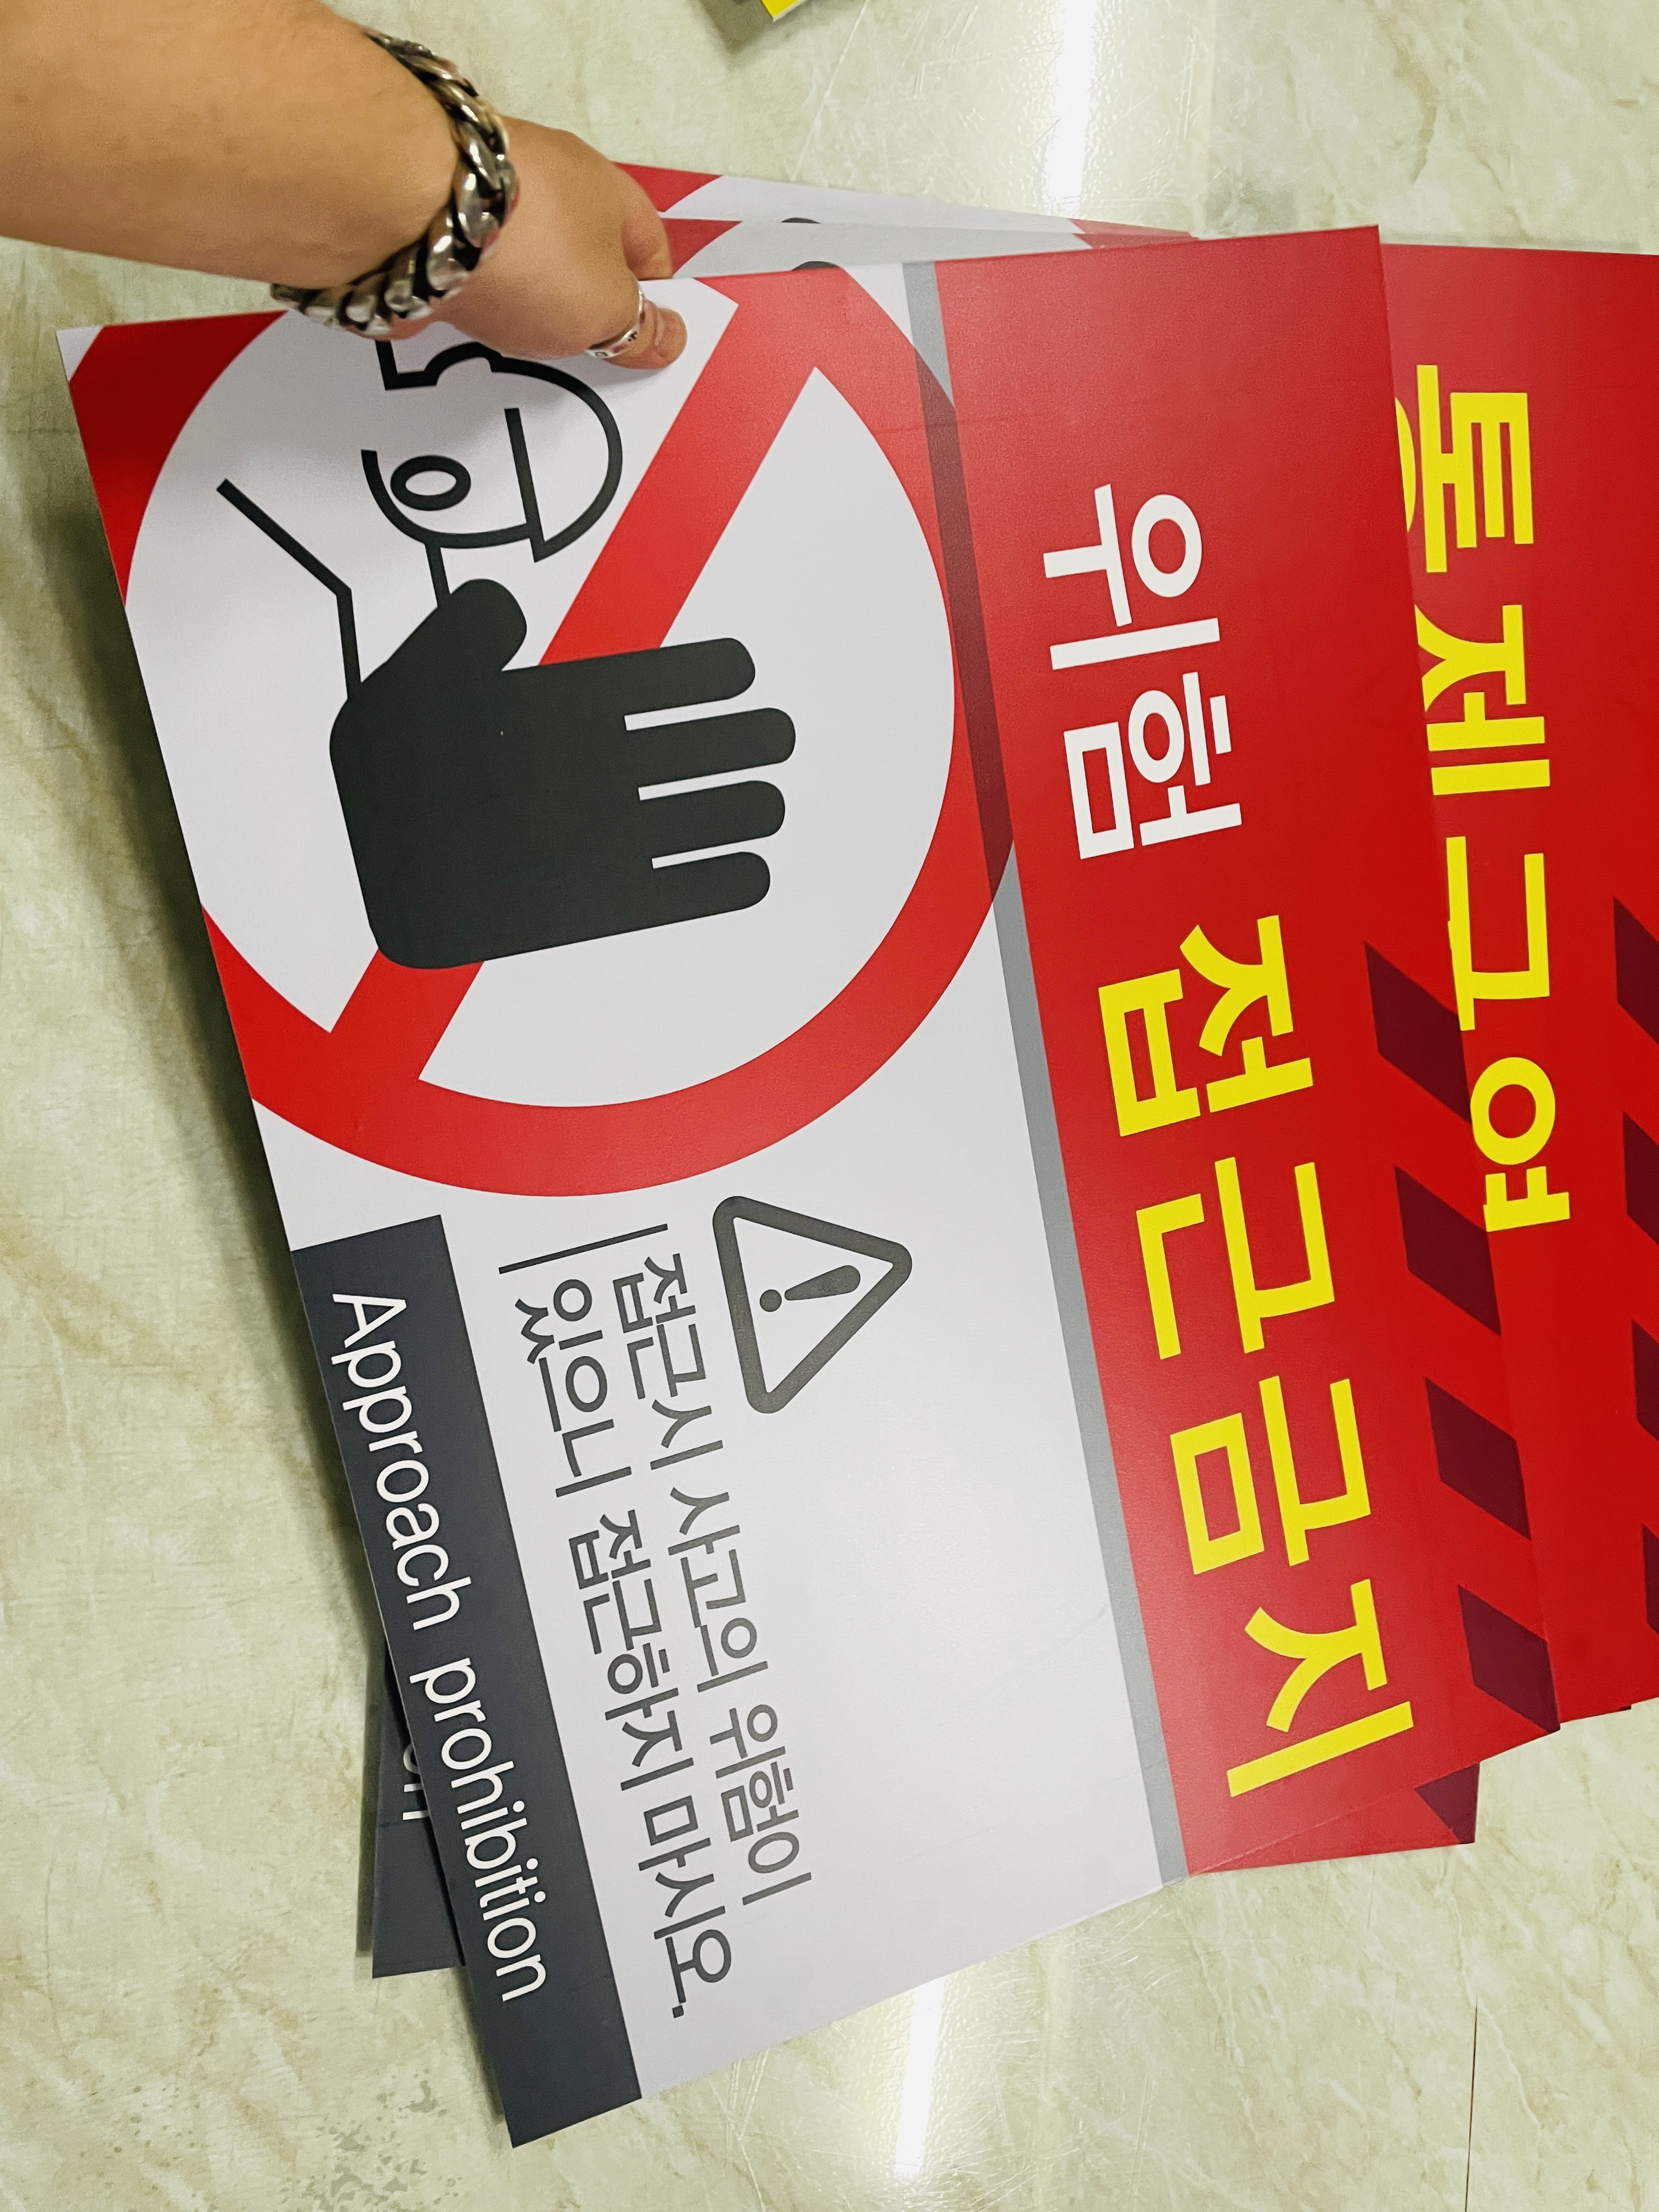 위험 접근금지
접근시 사고의 위험이
있으니 접근하지 마시오.
Approach prohibition
통제구역